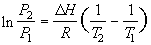 ln P₂/P₁ = ΔH/R (1/T₂ − 1/T₁)